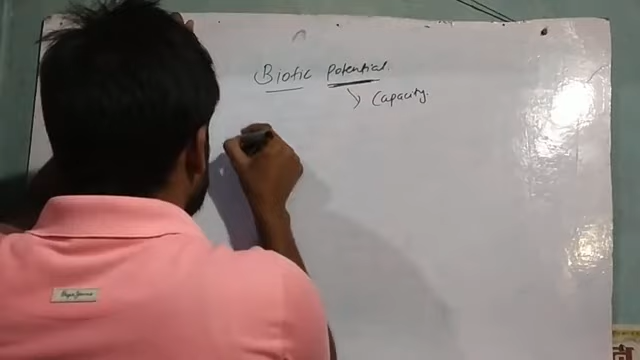 Biotic potential.
↘ Capacity.